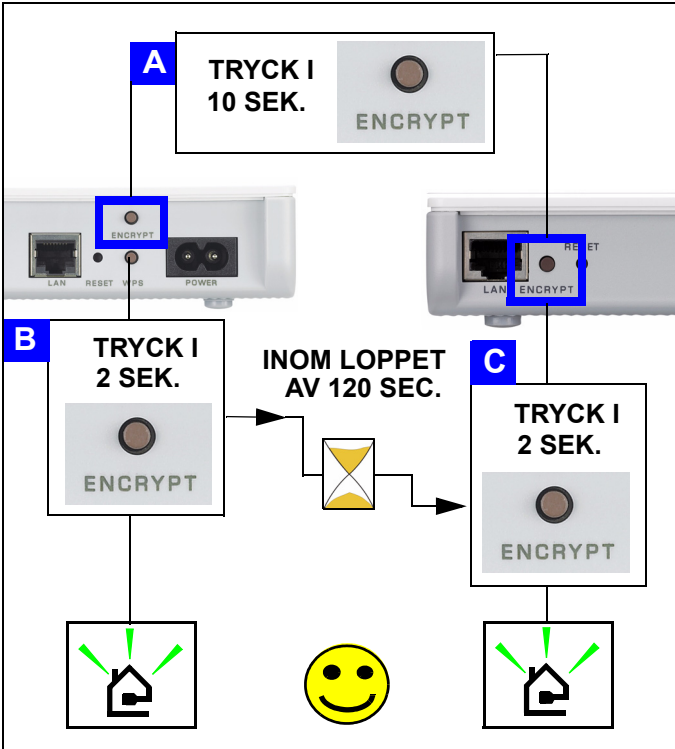 A
TRYCK I
10 SEK.
ENCRYPT
ENCRYPT
LAN RESET WPS POWER
RESET
LAN ENCRYPT
B
TRYCK I
2 SEK.
ENCRYPT
INOM LOPPET
AV 120 SEC.
C
TRYCK I
2 SEK.
ENCRYPT